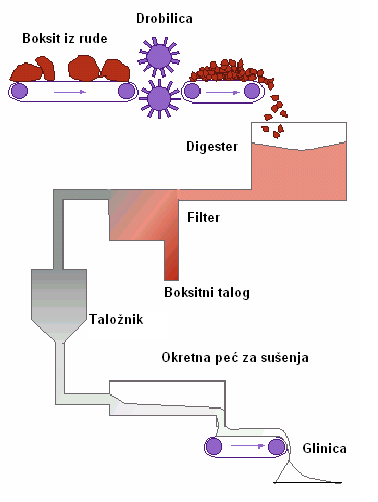 Drobilica
Boksit iz rude
Digester
Filter
Boksitni talog
Taložnik
Okretna peć za sušenja
Glinica